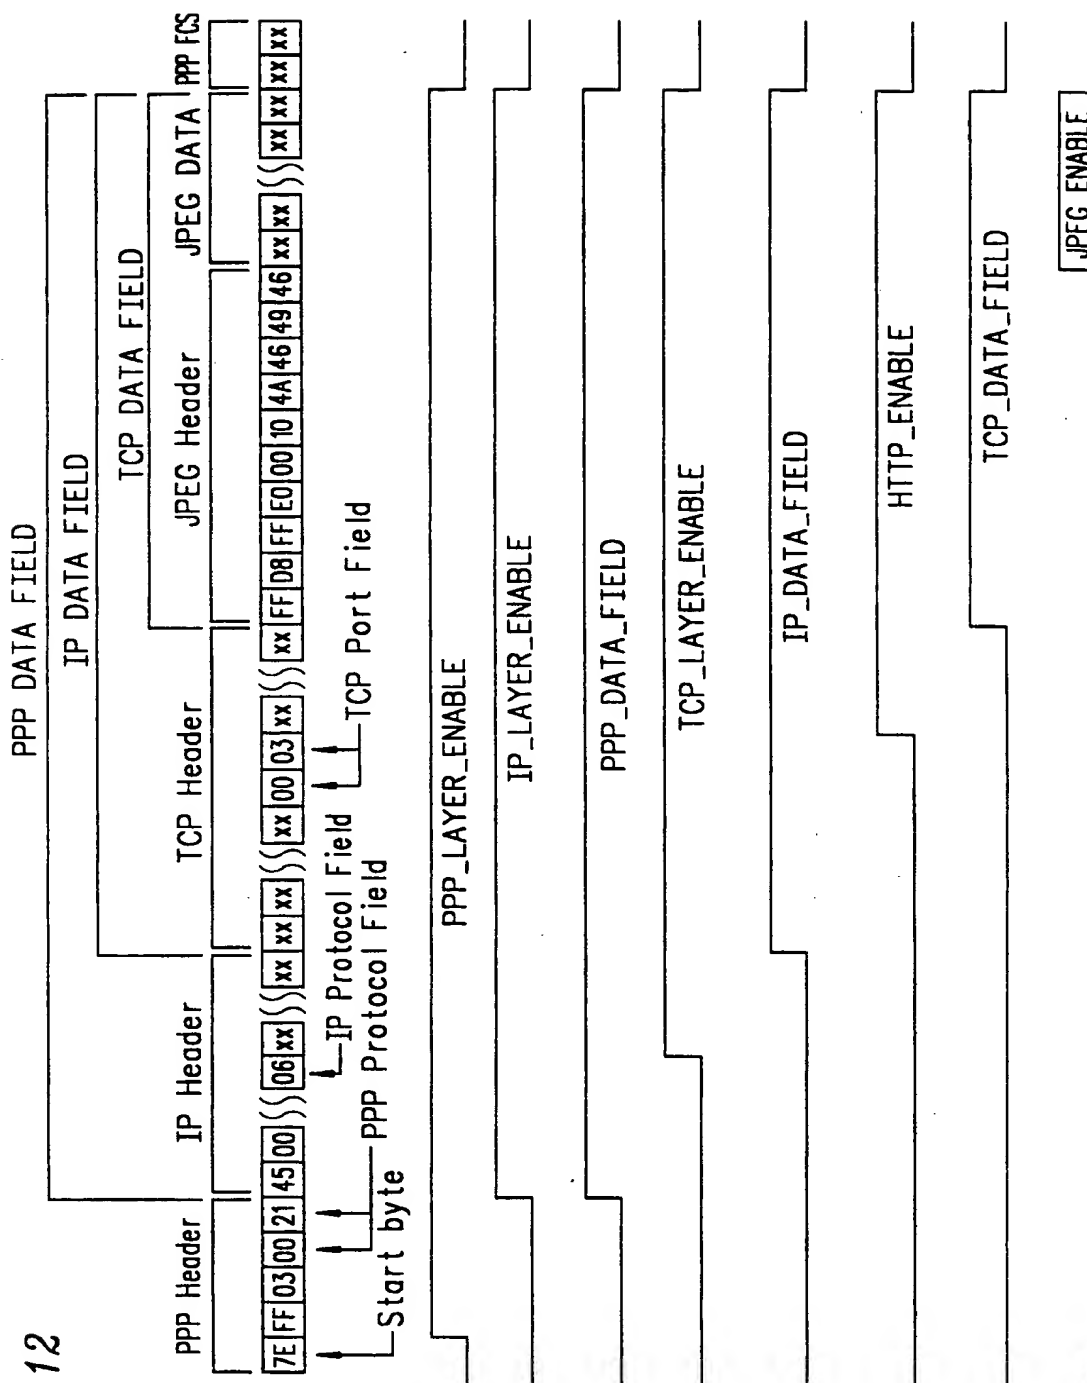 12
PPP DATA FIELD
IP DATA FIELD
TCP DATA FIELD
PPP Header IP Header TCP Header JPEG Header JPEG DATA PPP FCS
7E FF 03 00 21 45 00 06 xx xx xx xx xx 00 03 xx xx FF D8 FF E0 00 10 4A 46 49 46 xx xx xx xx xx xx
IP Protocol Field
TCP Port Field
PPP Protocol Field
Start byte
PPP_LAYER_ENABLE
IP_LAYER_ENABLE
PPP_DATA_FIELD
TCP_LAYER_ENABLE
IP_DATA_FIELD
HTTP_ENABLE
TCP_DATA_FIELD
JPEG ENABLE